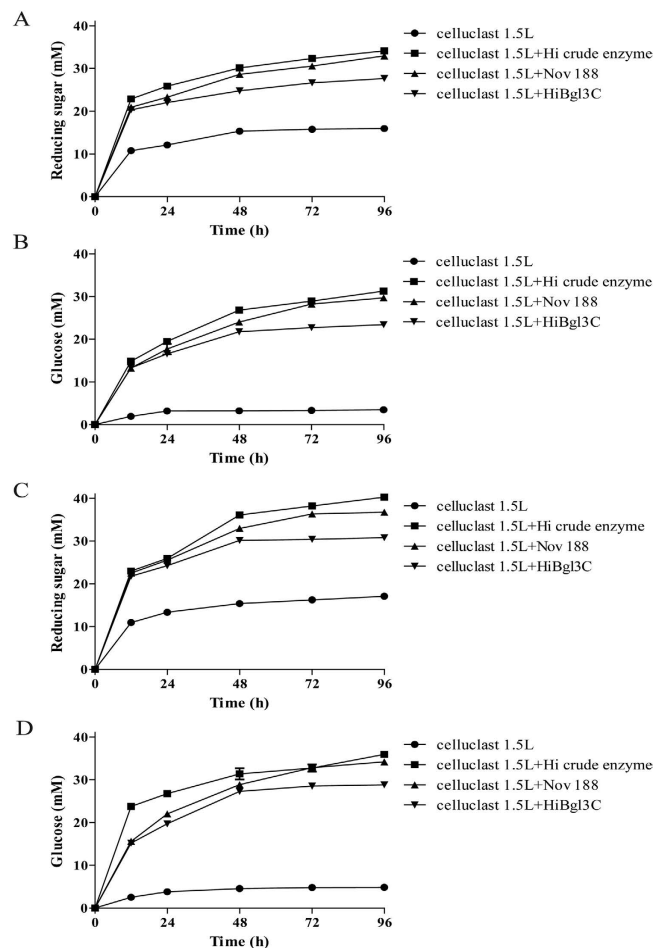 A
Reducing sugar (mM)
40
30
20
10
0
0 24 48 72 96
Time (h)
celluclast 1.5L
celluclast 1.5L+Hi crude enzyme
celluclast 1.5L+Nov 188
celluclast 1.5L+HiBgl3C
B
Glucose (mM)
40
30
20
10
0
0 24 48 72 96
Time (h)
celluclast 1.5L
celluclast 1.5L+Hi crude enzyme
celluclast 1.5L+Nov 188
celluclast 1.5L+HiBgl3C
C
Reducing sugar (mM)
40
30
20
10
0
0 24 48 72 96
Time (h)
celluclast 1.5L
celluclast 1.5L+Hi crude enzyme
celluclast 1.5L+Nov 188
celluclast 1.5L+HiBgl3C
D
Glucose (mM)
40
30
20
10
0
0 24 48 72 96
Time (h)
celluclast 1.5L
celluclast 1.5L+Hi crude enzyme
celluclast 1.5L+Nov 188
celluclast 1.5L+HiBgl3C